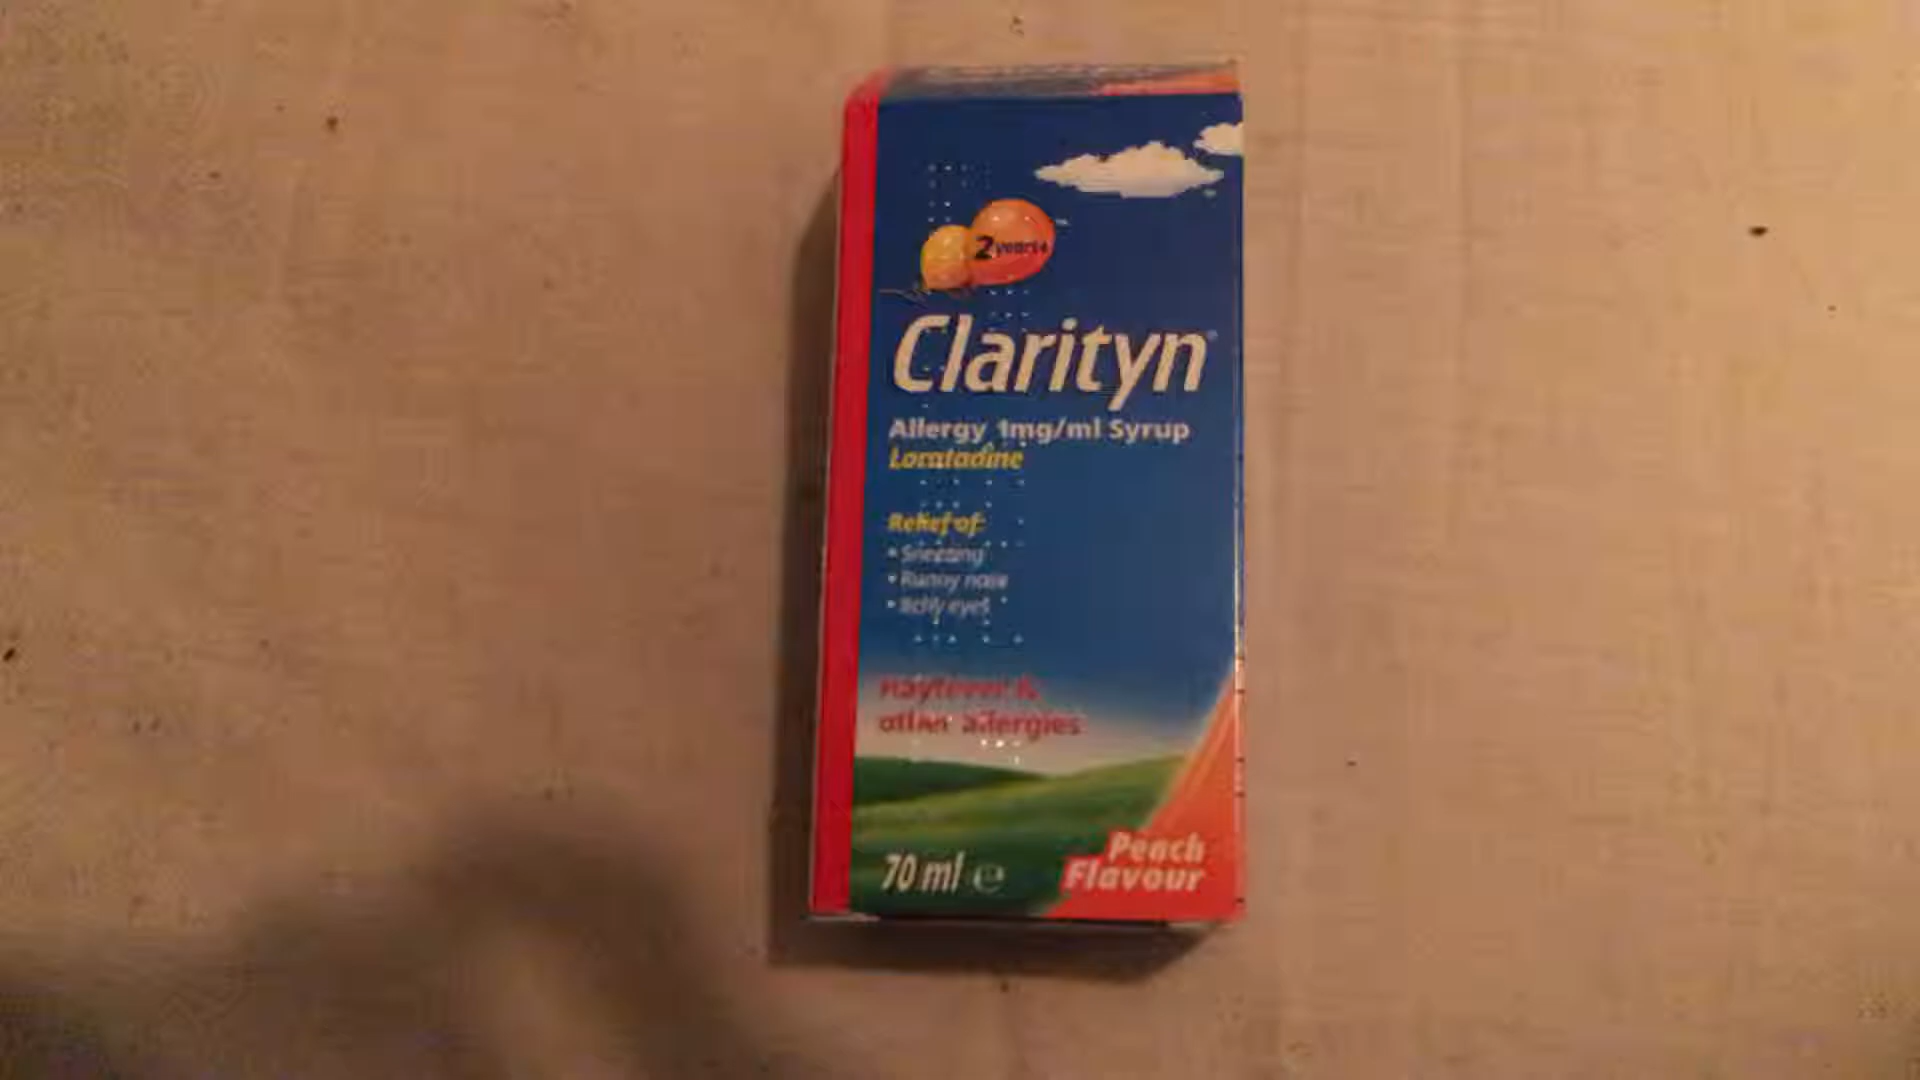 2 years+
Clarityn
Allergy 1mg/ml Syrup
Loratadine
Relief of:
• Sneezing
• Runny nose
• Itchy eyes
Hayfever &
other allergies
70 ml e
Peach
Flavour